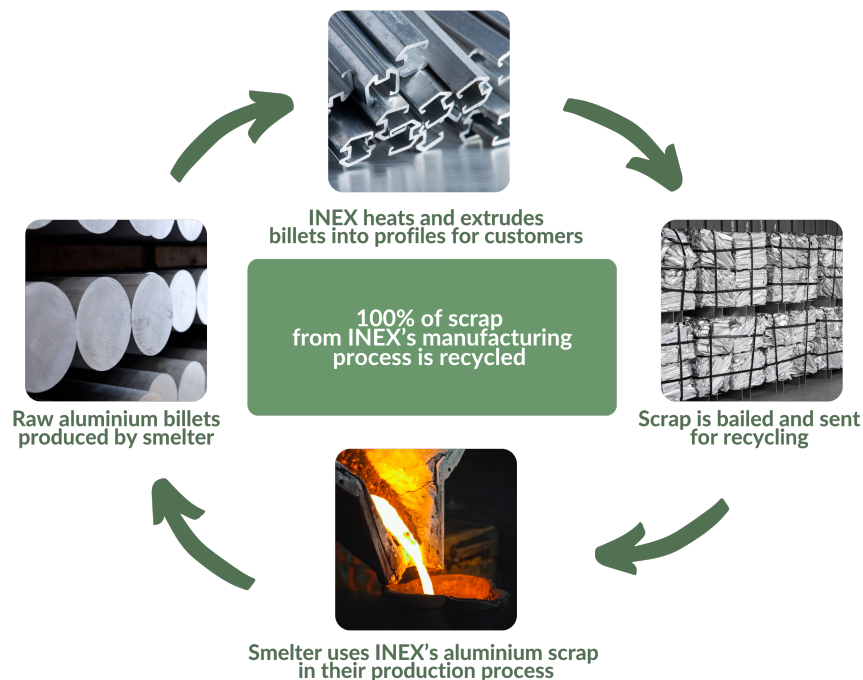 INEX heats and extrudes
billets into profiles for customers
100% of scrap
from INEX's manufacturing
process is recycled
Raw aluminium billets
produced by smelter
Scrap is bailed and sent
for recycling
Smelter uses INEX's aluminium scrap
in their production process